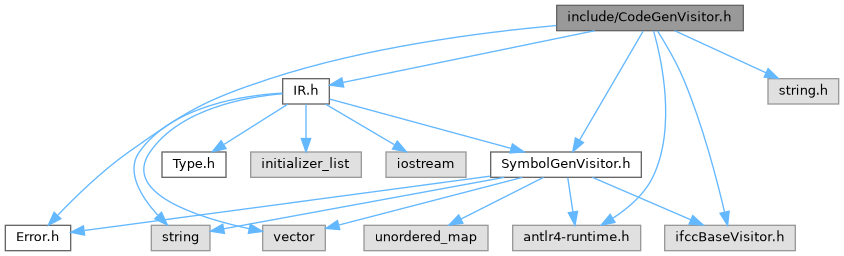 include/CodeGenVisitor.h
IR.h
string.h
Type.h
initializer_list
iostream
SymbolGenVisitor.h
Error.h
string
vector
unordered_map
antlr4-runtime.h
ifccBaseVisitor.h